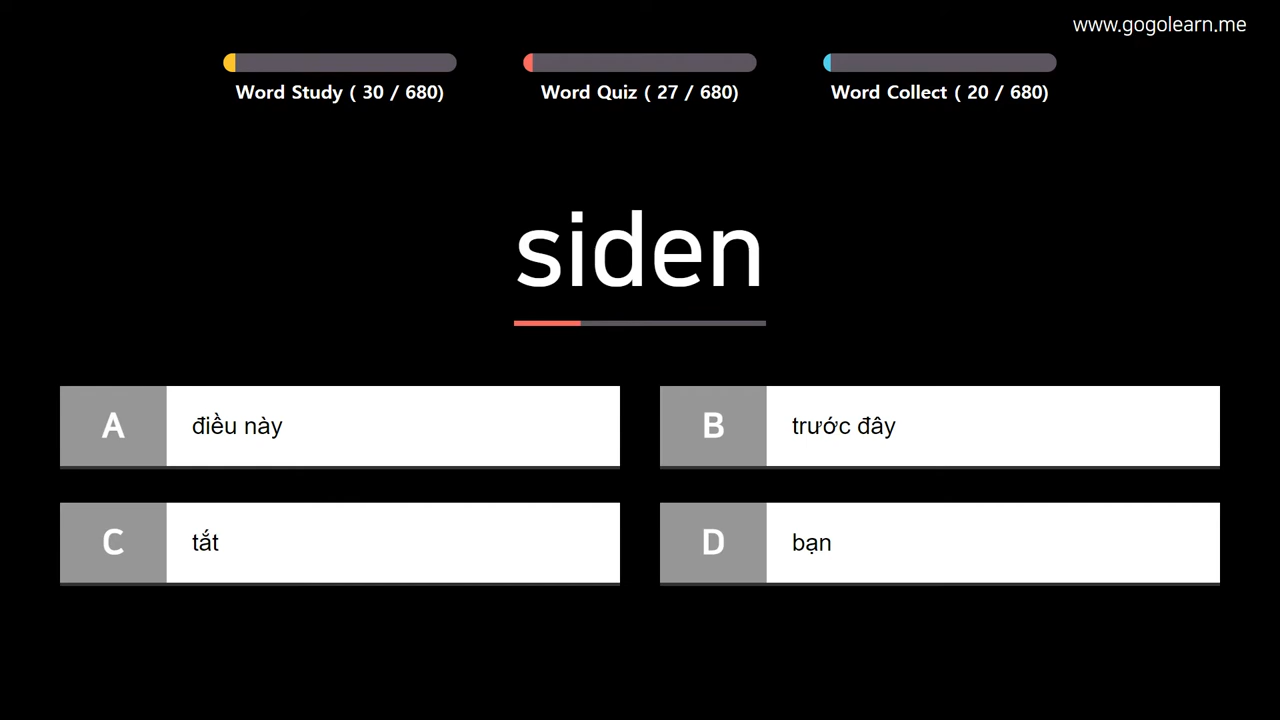 www.gogolearn.me
Word Study ( 30 / 680)
Word Quiz ( 27 / 680)
Word Collect ( 20 / 680)
siden
A điều này
B trước đây
C tắt
D bạn